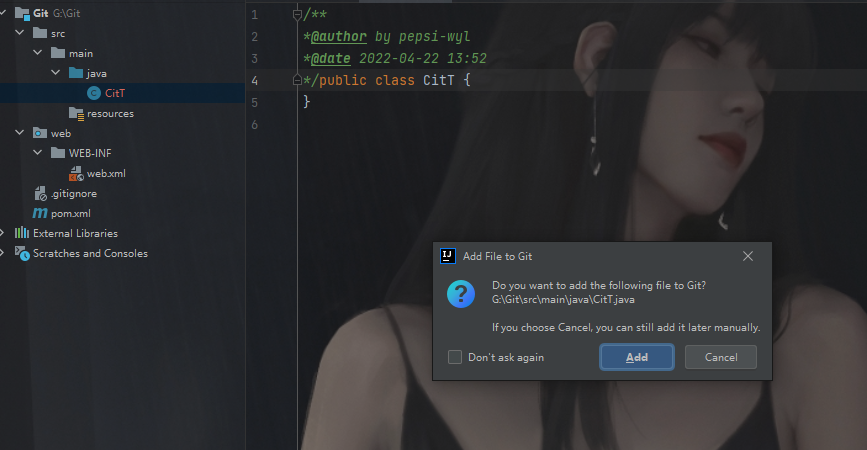 Git G:\Git
src
main
java
CitT
resources
web
WEB-INF
web.xml
.gitignore
pom.xml
External Libraries
Scratches and Consoles
1 /**
2 *@author by pepsi-wyl
3 *@date 2022-04-22 13:52
4 */public class CitT {
5 }
6
Add File to Git
Do you want to add the following file to Git?
G:\Git\src\main\java\CitT.java
If you choose Cancel, you can still add it later manually.
Don't ask again
Add
Cancel